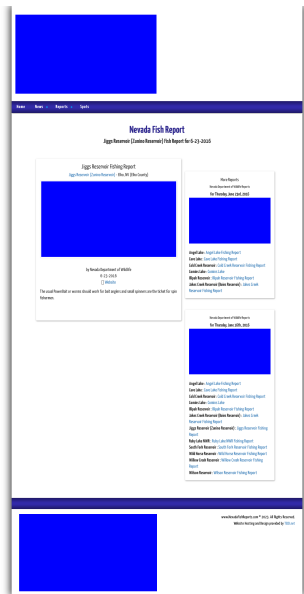 Home News Reports Spots
Nevada Fish Report
Jiggs Reservoir (Zunino Reservoir) Fish Report for 6-23-2016
Jiggs Reservoir Fishing Report
Jiggs Reservoir (Zunino Reservoir) - Elko, NV (Elko County)
by Nevada Department of Wildlife
6-23-2016
Website
The usual PowerBait or worms should work for bait anglers and small spinners are the ticket for spin
fishermen.
More Reports
Nevada Department of Wildlife Reports
for Thursday, June 23rd, 2016
Angel Lake : Angel Lake Fishing Report
Cave Lake : Cave Lake Fishing Report
Cold Creek Reservoir : Cold Creek Reservoir Fishing Report
Comins Lake : Comins Lake
Illipah Reservoir : Illipah Reservoir Fishing Report
Jakes Creek Reservoir (Boies Reservoir) : Jakes Creek
Reservoir Fishing Report
Nevada Department of Wildlife Reports
for Thursday, June 16th, 2016
Angel Lake : Angel Lake Fishing Report
Cave Lake : Cave Lake Fishing Report
Cold Creek Reservoir : Cold Creek Reservoir Fishing Report
Comins Lake : Comins Lake
Illipah Reservoir : Illipah Reservoir Fishing Report
Jakes Creek Reservoir (Boies Reservoir) : Jakes Creek
Reservoir Fishing Report
Jiggs Reservoir (Zunino Reservoir) : Jiggs Reservoir Fishing
Report
Ruby Lake NWR : Ruby Lake NWR Fishing Report
South Fork Reservoir : South Fork Reservoir Fishing Report
Wild Horse Reservoir : Wild Horse Reservoir Fishing Report
Willow Creek Reservoir : Willow Creek Reservoir Fishing
Report
Wilson Reservoir : Wilson Reservoir Fishing Report
www.NevadaFishReports.com © 2023. All Rights Reserved.
Website Hosting and Design provided by